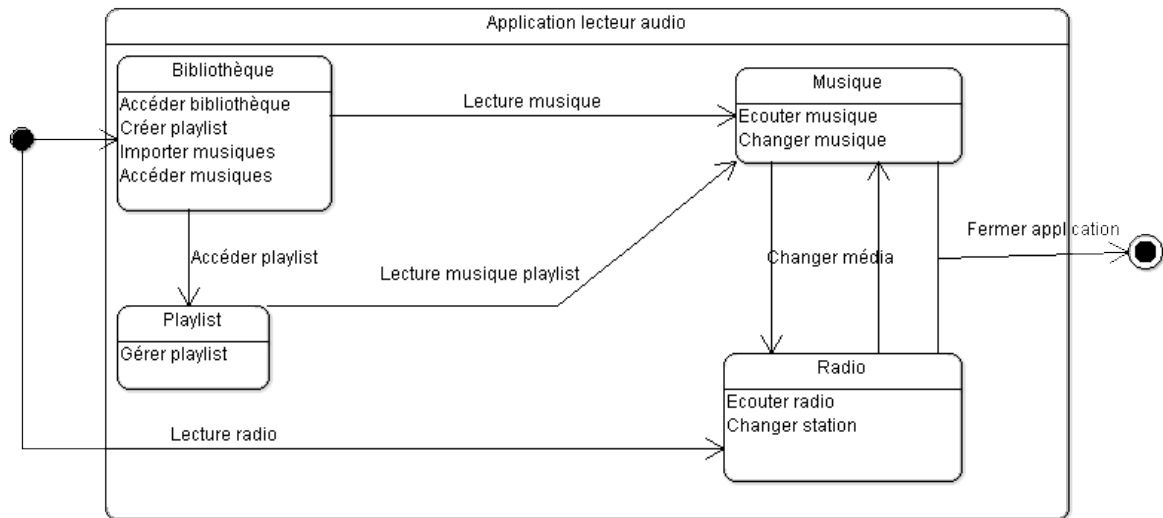 Application lecteur audio
Bibliothèque
Accéder bibliothèque
Créer playlist
Importer musiques
Accéder musiques
Lecture musique
Musique
Ecouter musique
Changer musique
Accéder playlist
Lecture musique playlist
Changer média
Fermer application
Playlist
Gérer playlist
Radio
Ecouter radio
Changer station
Lecture radio